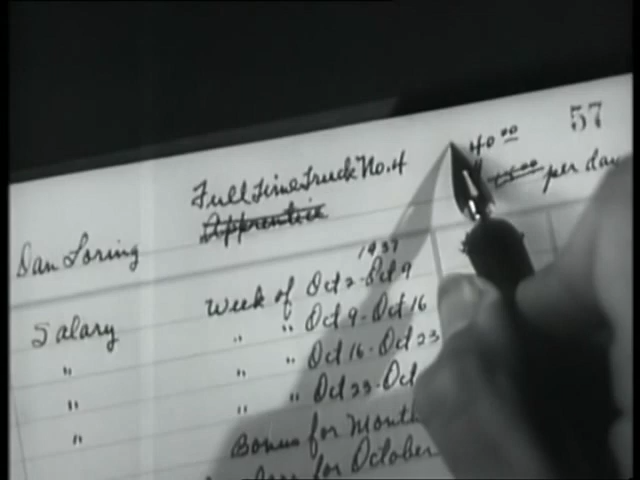 57
Full Time Truck No. 4 40.00
Apprentice per day
Dan Loring
1937
Salary Week of Oct 2-Oct 9
" " " Oct 9-Oct 16
" " " Oct 16-Oct 23
" " " Oct 23-Oct
Bonus for Month
for October